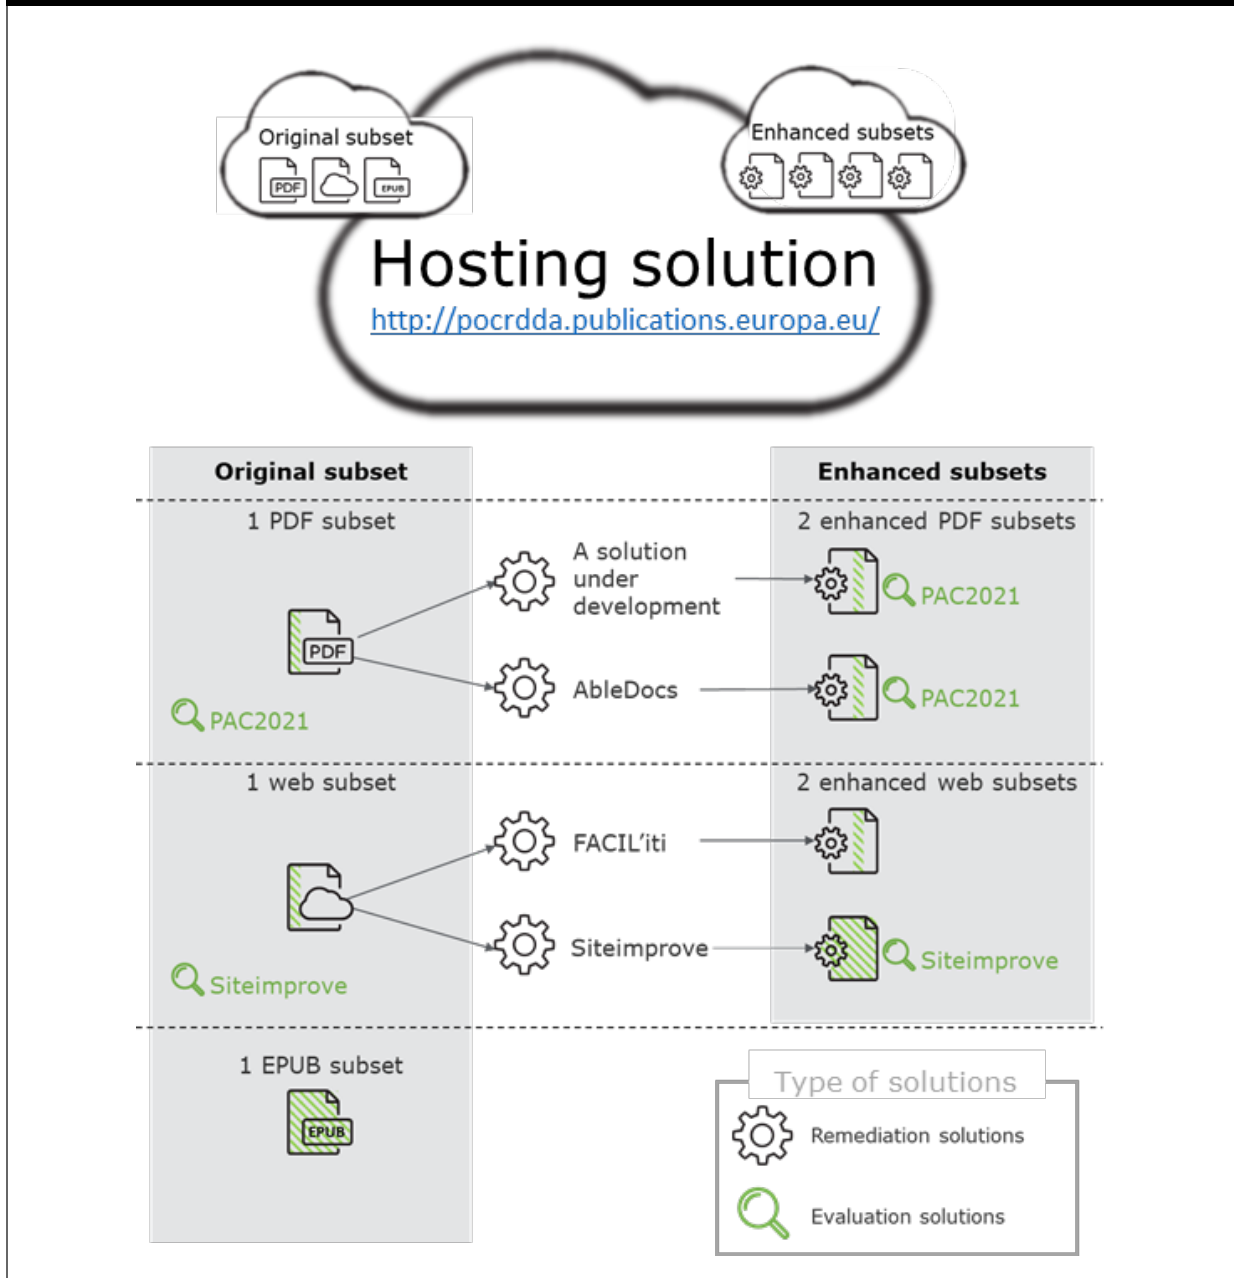 Original subset
PDF
EPUB
Enhanced subsets
Hosting solution
http://pocrdda.publications.europa.eu/
Original subset
Enhanced subsets
1 PDF subset
2 enhanced PDF subsets
A solution
under
development
PAC2021
PDF
AbleDocs
PAC2021
PAC2021
1 web subset
2 enhanced web subsets
FACIL'iti
Siteimprove
Siteimprove
Siteimprove
1 EPUB subset
EPUB
Type of solutions
Remediation solutions
Evaluation solutions